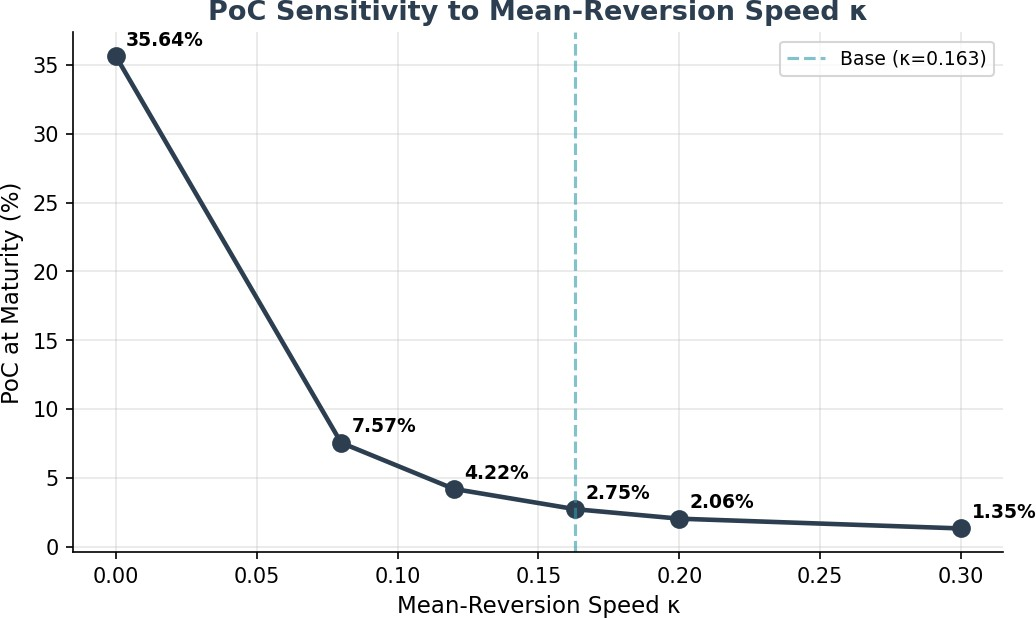 PoC Sensitivity to Mean-Reversion Speed κ
35.64%
Base (κ=0.163)
35
30
25
20
15
10
5
0
PoC at Maturity (%)
7.57%
4.22%
2.75%
2.06%
1.35%
0.00 0.05 0.10 0.15 0.20 0.25 0.30
Mean-Reversion Speed κ